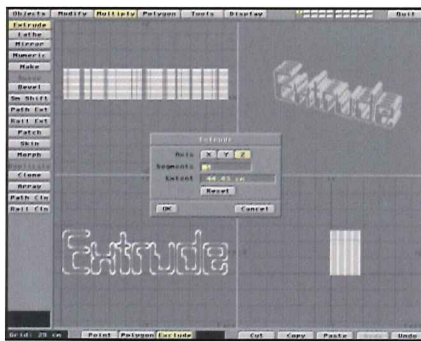 Objects Modify Multiply Polygon Tools Display Quit
Extrude
Lathe
Mirror
Numeric
Make
Bevel
Sm Shift
Path Ext
Rail Ext
Patch
Skin
Morph
Clone
Array
Path Cln
Rail Cln
Extrude
Extrude
Axis X Y Z
Segments
Extent
Reset
OK Cancel
Extrude
Grid: 25 cm Point Polygon Exclude Cut Copy Paste Undo